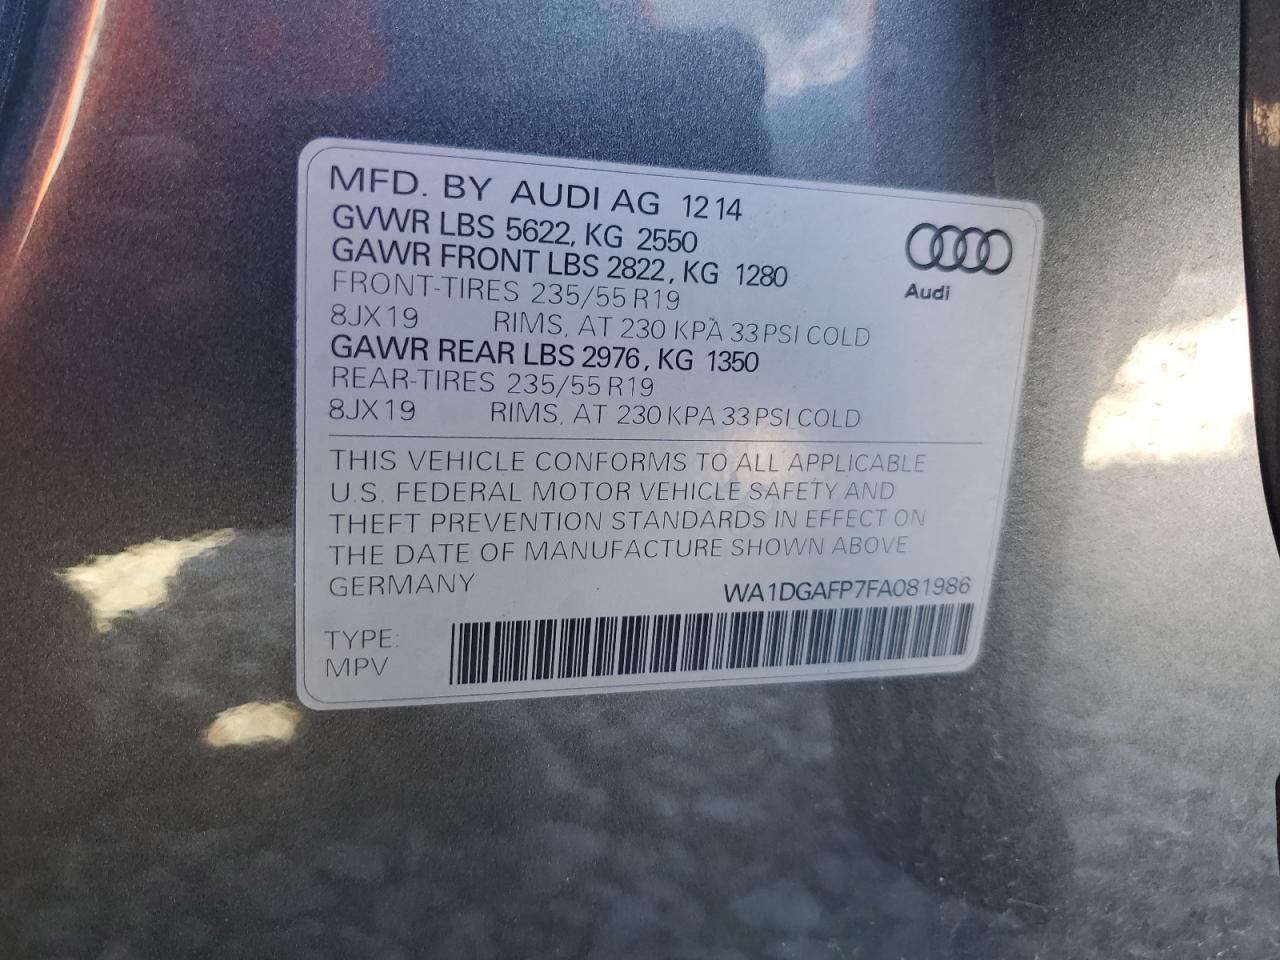 MFD. BY AUDI AG 12 14
GVWR LBS 5622, KG 2550
GAWR FRONT LBS 2822, KG 1280
FRONT-TIRES 235/55 R19
8JX19 RIMS, AT 230 KPA 33 PSI COLD
GAWR REAR LBS 2976, KG 1350
REAR-TIRES 235/55 R19
8JX19 RIMS, AT 230 KPA 33 PSI COLD
Audi
THIS VEHICLE CONFORMS TO ALL APPLICABLE
U.S. FEDERAL MOTOR VEHICLE SAFETY AND
THEFT PREVENTION STANDARDS IN EFFECT ON
THE DATE OF MANUFACTURE SHOWN ABOVE
GERMANY WA1DGAFP7FA081986
TYPE:
MPV